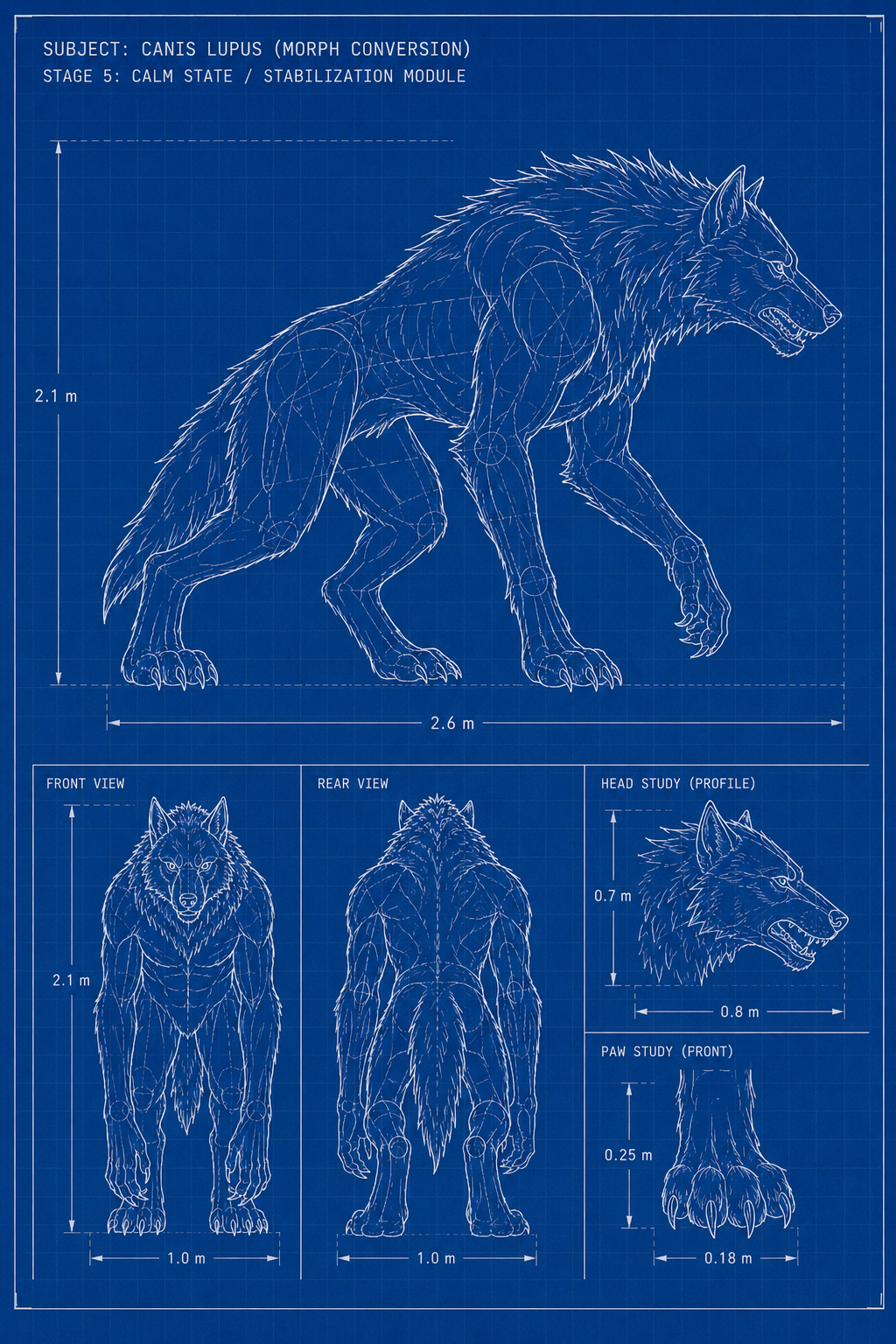 SUBJECT: CANIS LUPUS (MORPH CONVERSION)
STAGE 5: CALM STATE / STABILIZATION MODULE
2.1 m
2.6 m
FRONT VIEW
2.1 m
1.0 m
REAR VIEW
1.0 m
HEAD STUDY (PROFILE)
0.7 m
0.8 m
PAW STUDY (PRONT)
0.25 m
0.18 m